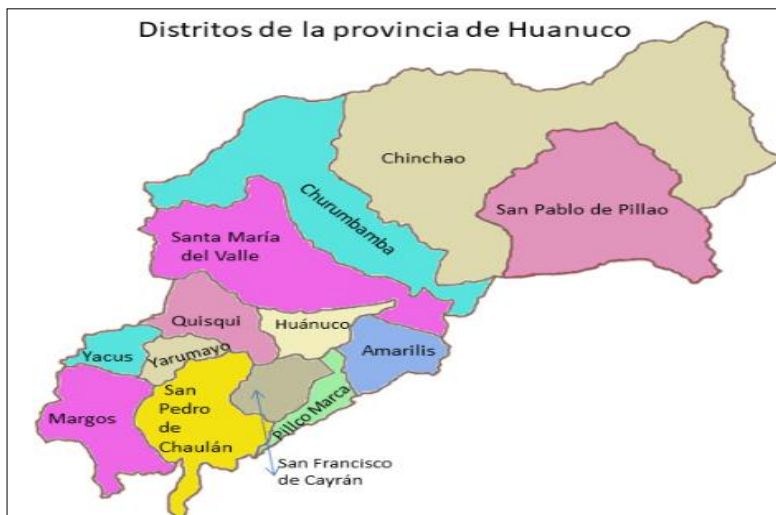 Distritos de la provincia de Huanuco
Chinchao
San Pablo de Pillao
Churumbamba
Santa María
del Valle
Quisqui
Huánuco
Amarilis
Yacus
Yarumayo
San
Pedro
de
Chaulán
Margos
Pillco Marca
San Francisco
de Cayrán